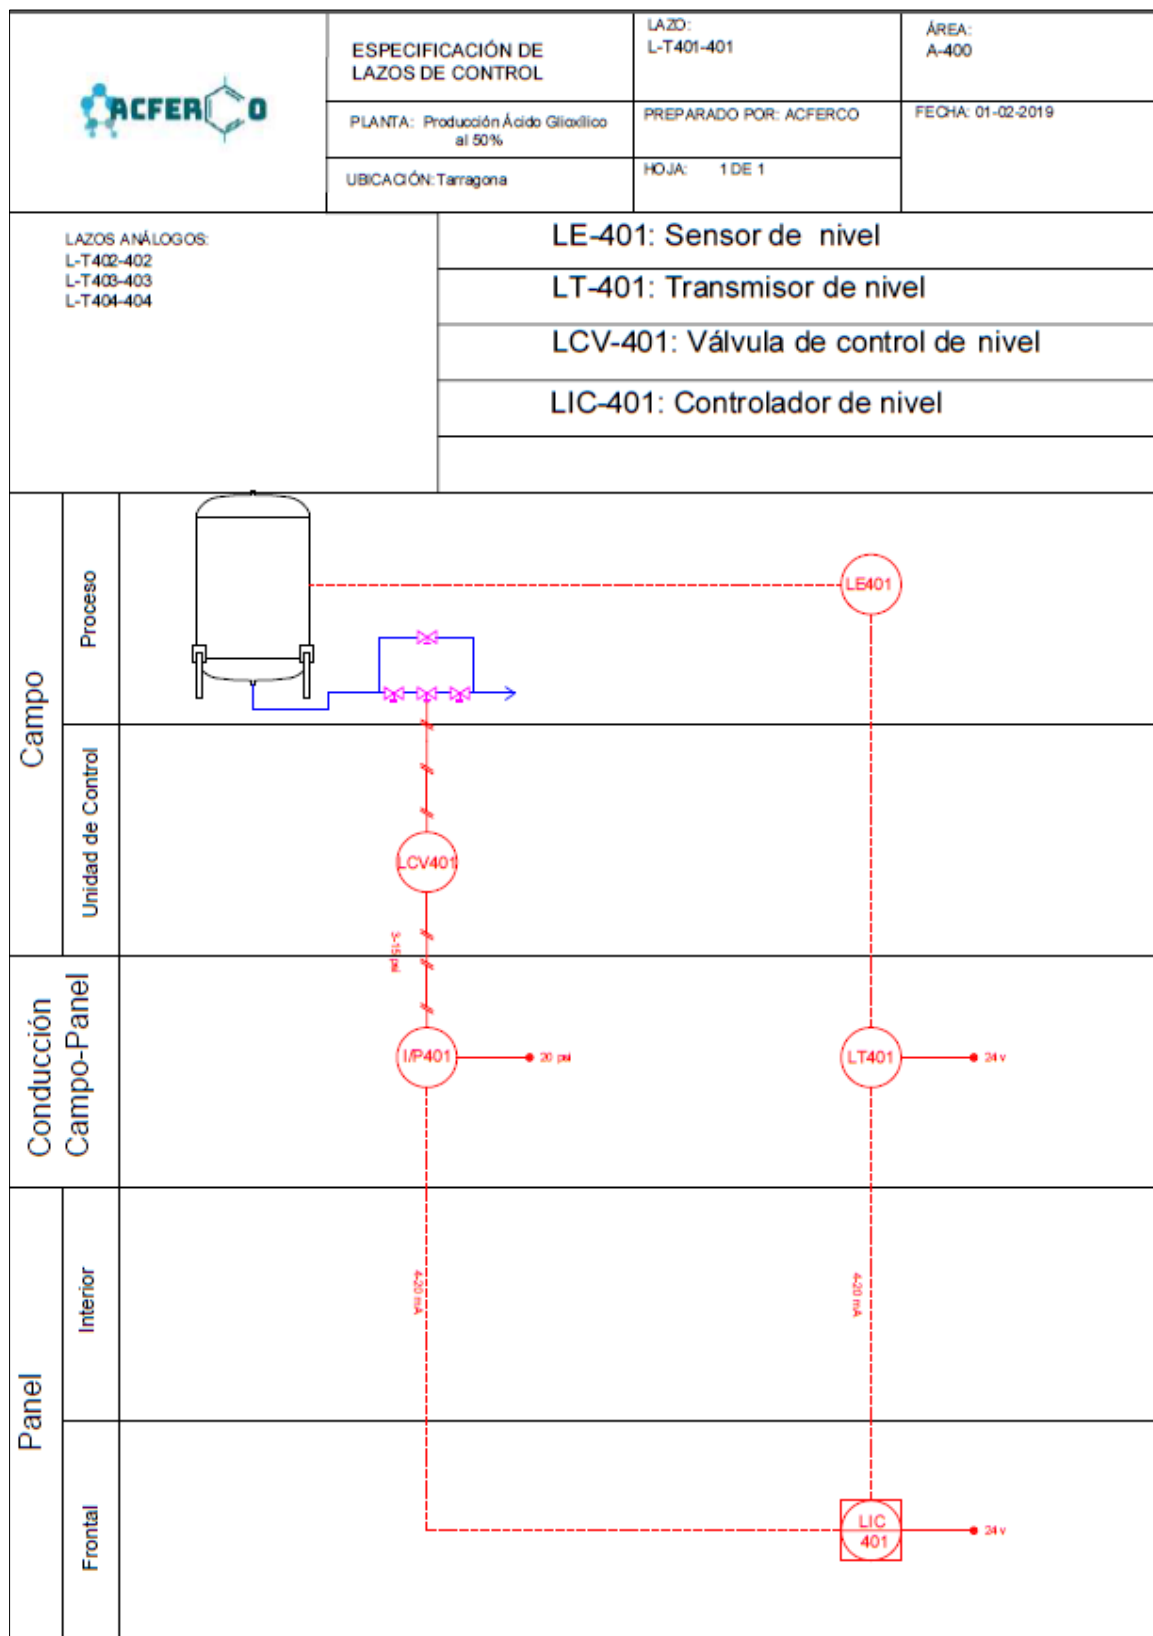 ACFERCO
ESPECIFICACIÓN DE
LAZOS DE CONTROL
LAZO:
L-T401-401
ÁREA:
A-400
PLANTA: Producción Ácido Glioxílico
al 50%
PREPARADO POR: ACFERCO
FECHA: 01-02-2019
UBICACIÓN: Tarragona
HOJA: 1 DE 1
LAZOS ANÁLOGOS:
L-T402-402
L-T403-403
L-T404-404
LE-401: Sensor de nivel
LT-401: Transmisor de nivel
LCV-401: Válvula de control de nivel
LIC-401: Controlador de nivel
Campo
Proceso
LE401
Unidad de Control
LCV401
3-15 psi
Conducción
Campo-Panel
I/P401
20 psi
LT401
24 v
Panel
Interior
4-20 mA
4-20 mA
Frontal
LIC
401
24 v